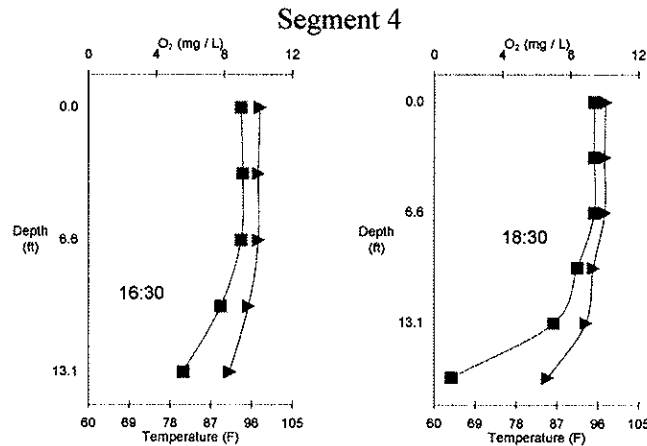 Segment 4
O2 (mg / L)
0 4 8 12
0.0
6.6
Depth
(ft)
16:30
13.1
60 69 78 87 96 105
Temperature (F)
O2 (mg / L)
0 4 8 12
0.0
6.6
Depth
(ft)
18:30
13.1
60 69 78 87 96 105
Temperature (F)